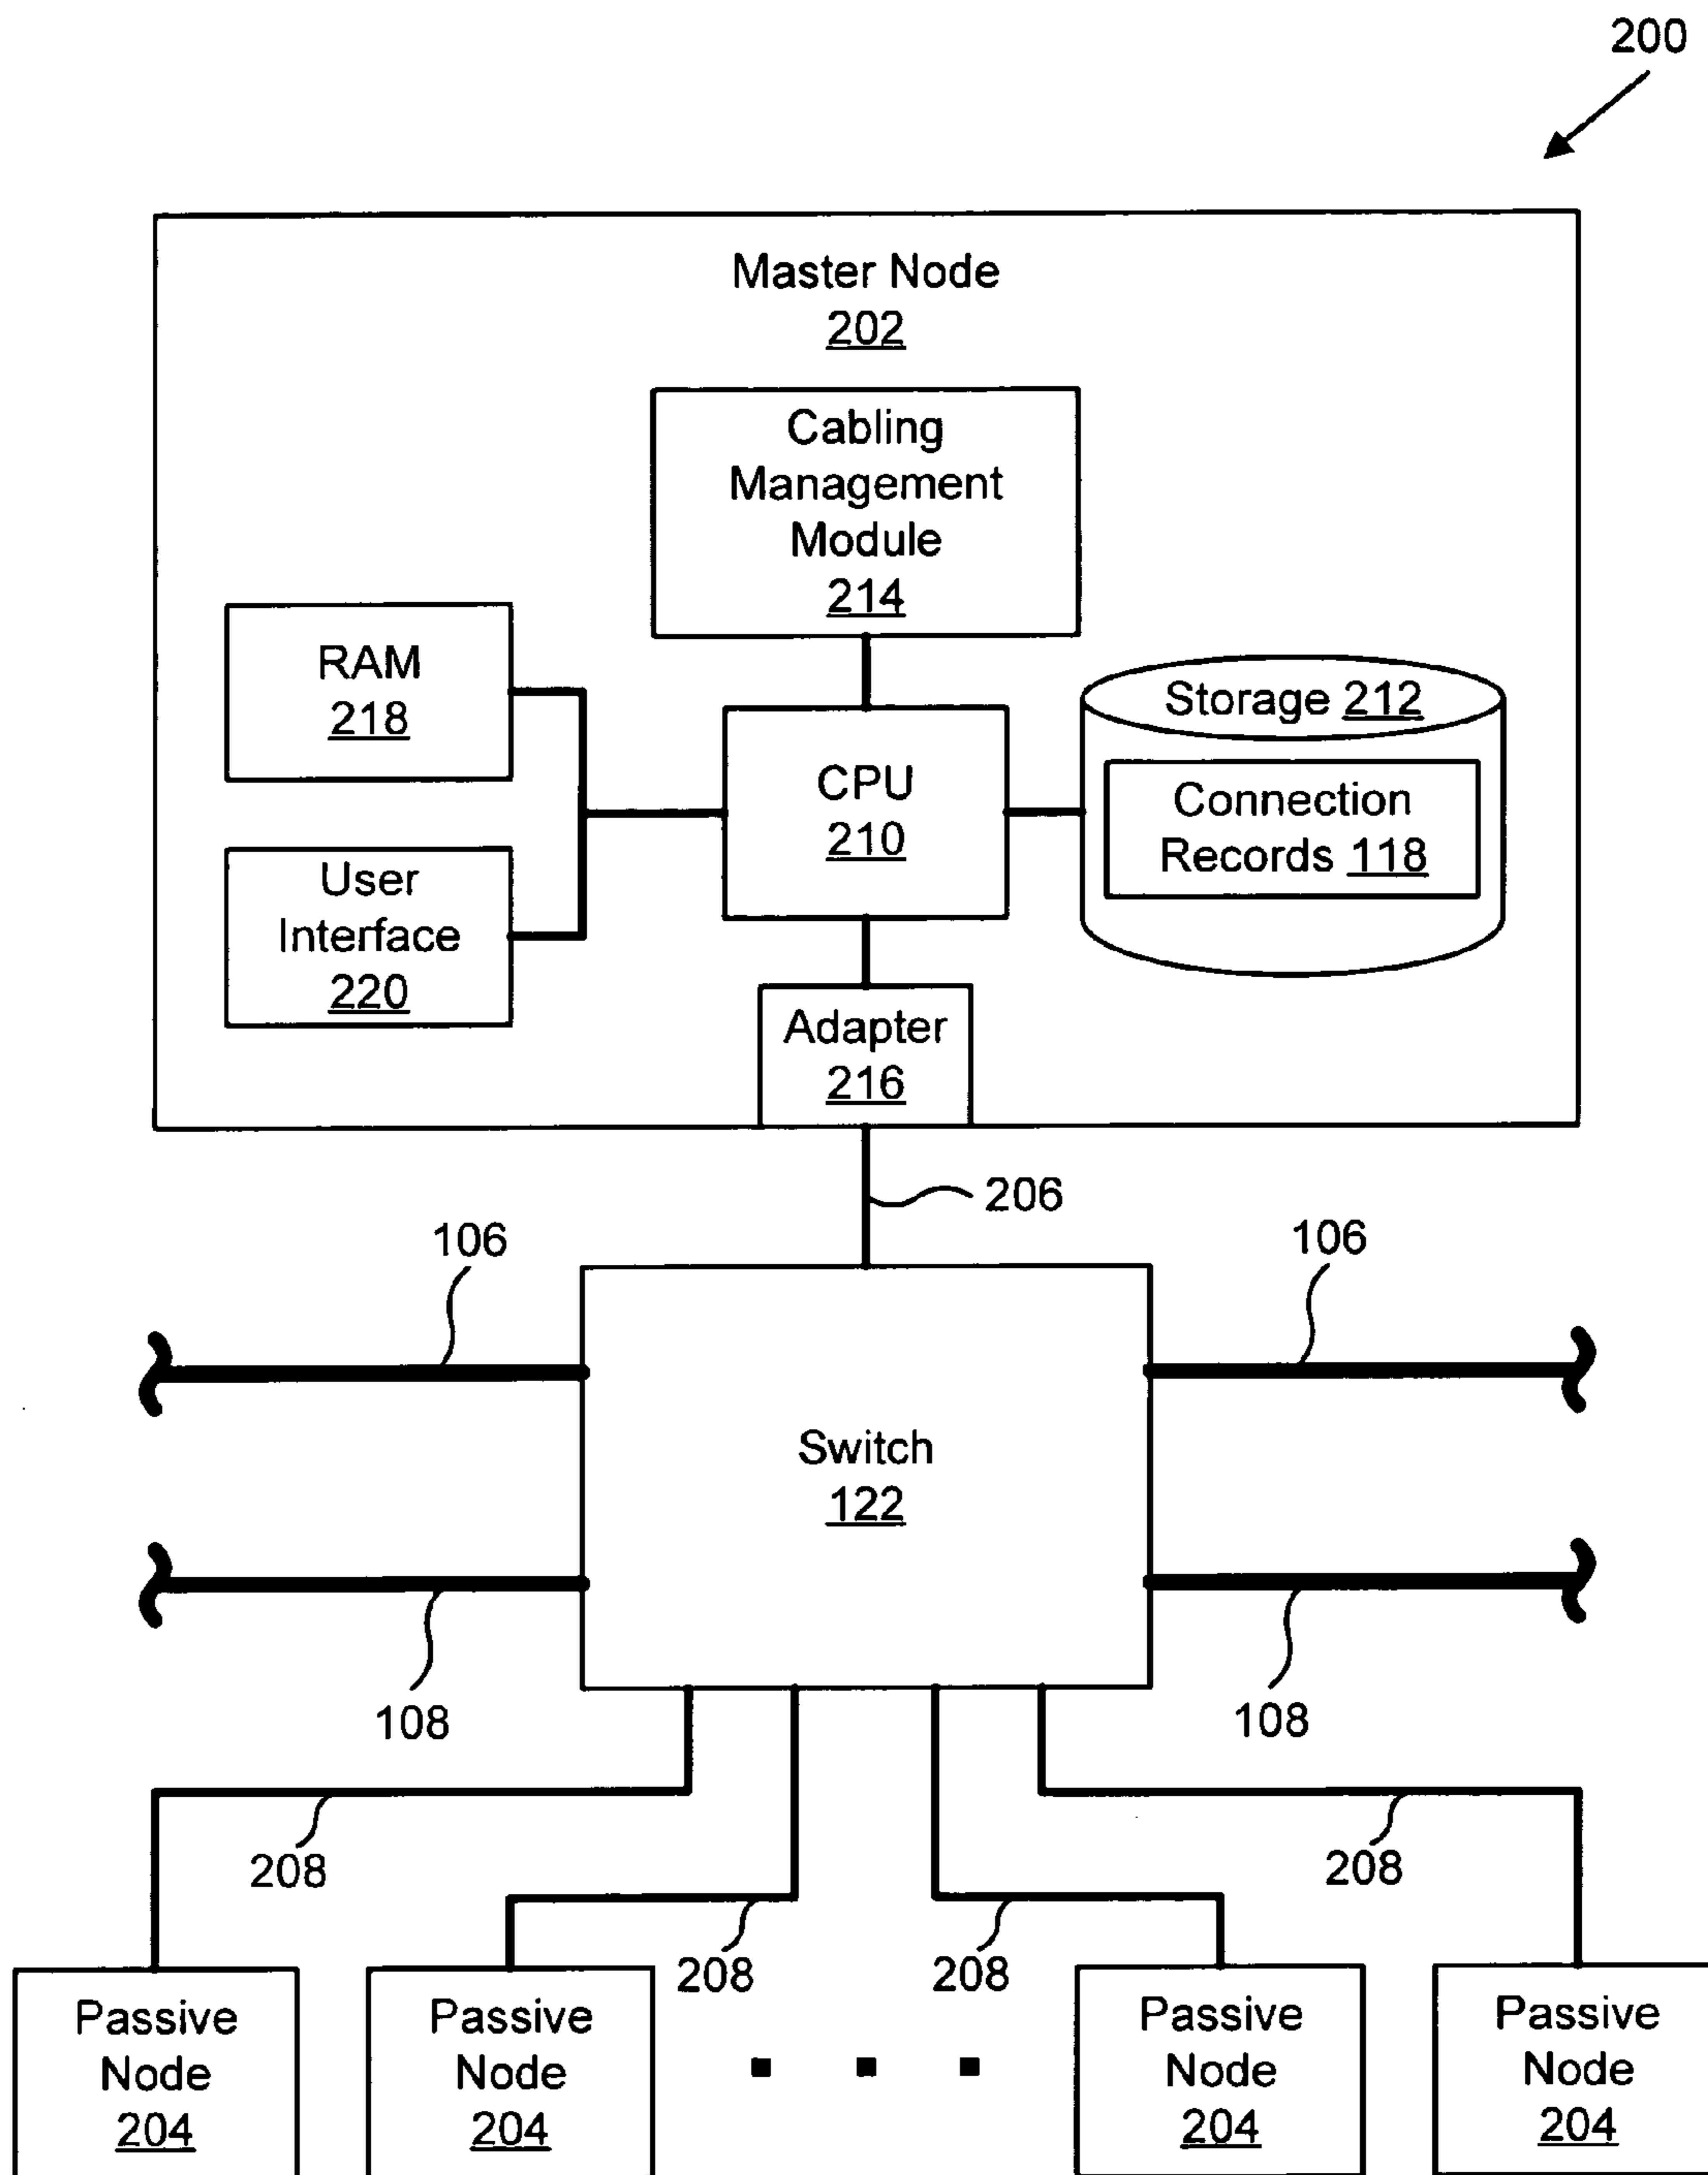 200
Master Node
202
Cabling
Management
Module
214
RAM
218
Storage 212
CPU
210
Connection
Records 118
User
Interface
220
Adapter
216
206
106
106
Switch
122
108
108
208
208
208
208
Passive
Node
204
Passive
Node
204
Passive
Node
204
Passive
Node
204